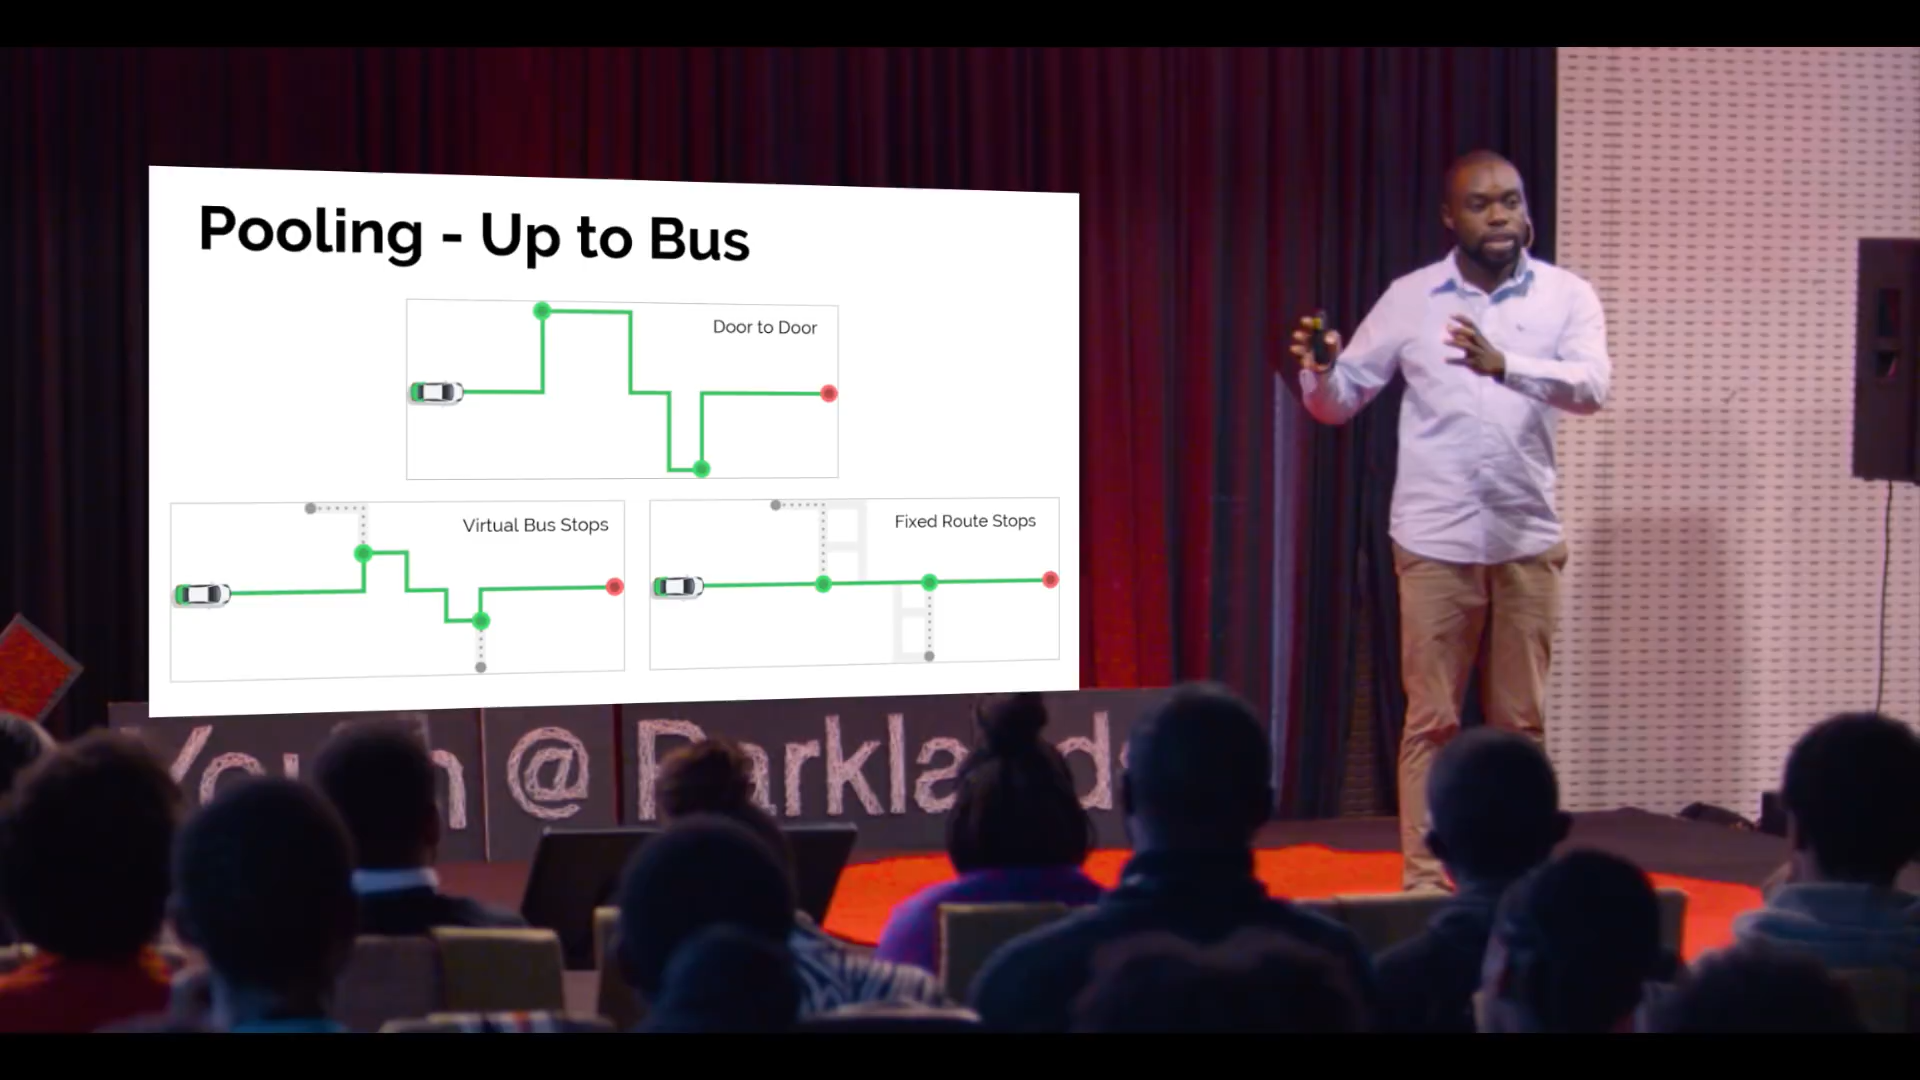 Pooling - Up to Bus
Door to Door
Virtual Bus Stops
Fixed Route Stops
@